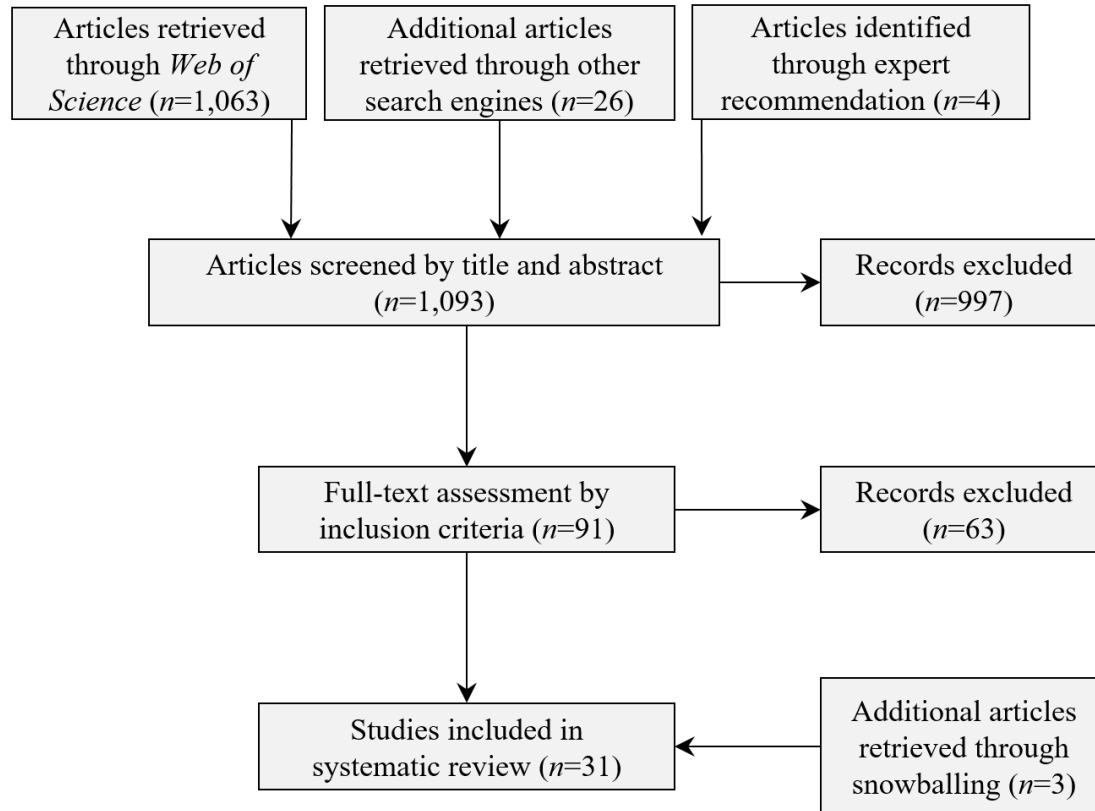 Articles retrieved
through Web of
Science (n=1,063)
Additional articles
retrieved through other
search engines (n=26)
Articles identified
through expert
recommendation (n=4)
Articles screened by title and abstract
(n=1,093)
Records excluded
(n=997)
Full-text assessment by
inclusion criteria (n=91)
Records excluded
(n=63)
Studies included in
systematic review (n=31)
Additional articles
retrieved through
snowballing (n=3)